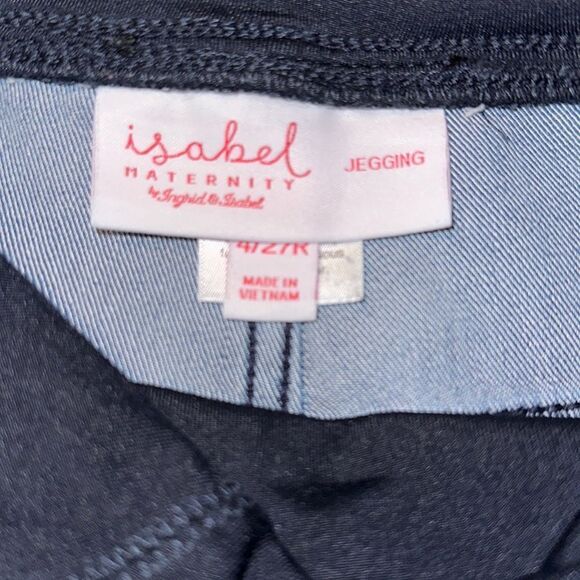 isabel
MATERNITY
by Ingrid & Isabel
JEGGING
4/27R
MADE IN
VIETNAM